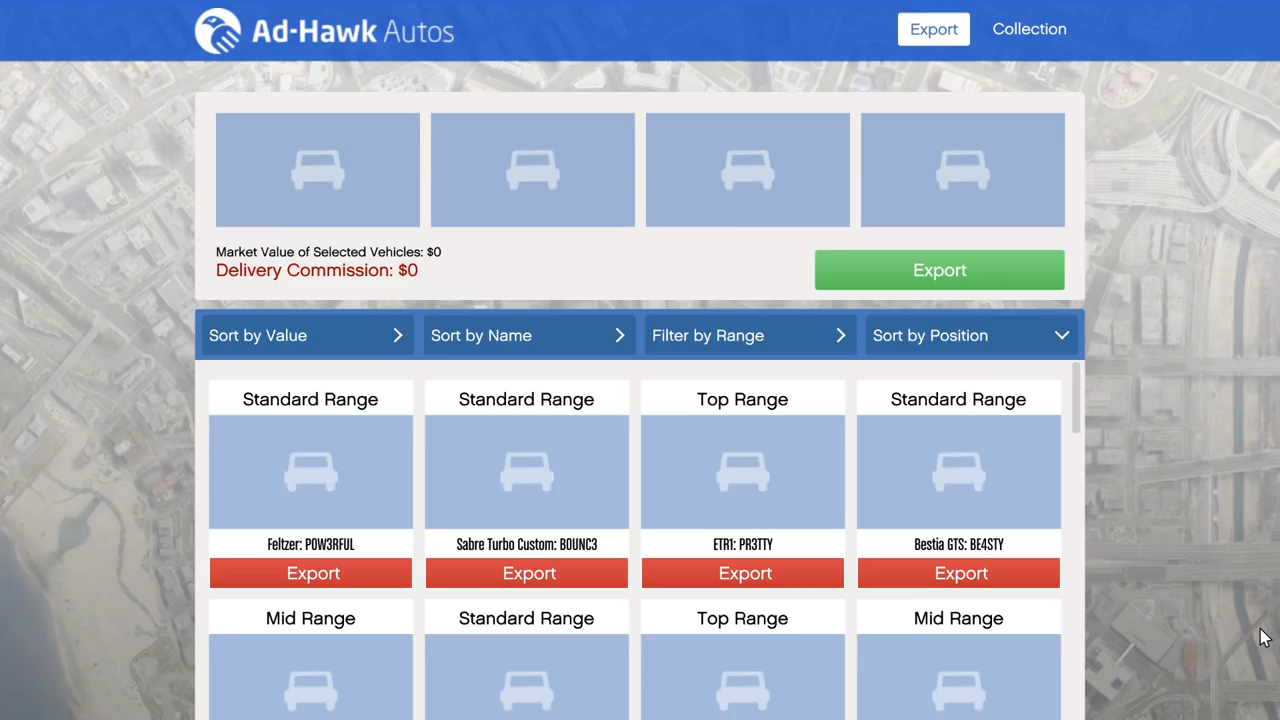 Ad-Hawk Autos
Export
Collection
Market Value of Selected Vehicles: $0
Delivery Commission: $0
Export
Sort by Value
Sort by Name
Filter by Range
Sort by Position
Standard Range
Standard Range
Top Range
Standard Range
Feltzer: P0W3RFUL
Sabre Turbo Custom: B0UNC3
ETR1: PR3TTY
Bestia GTS: BE4STY
Export
Export
Export
Export
Mid Range
Standard Range
Top Range
Mid Range